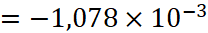 = −1,078 × 10⁻³